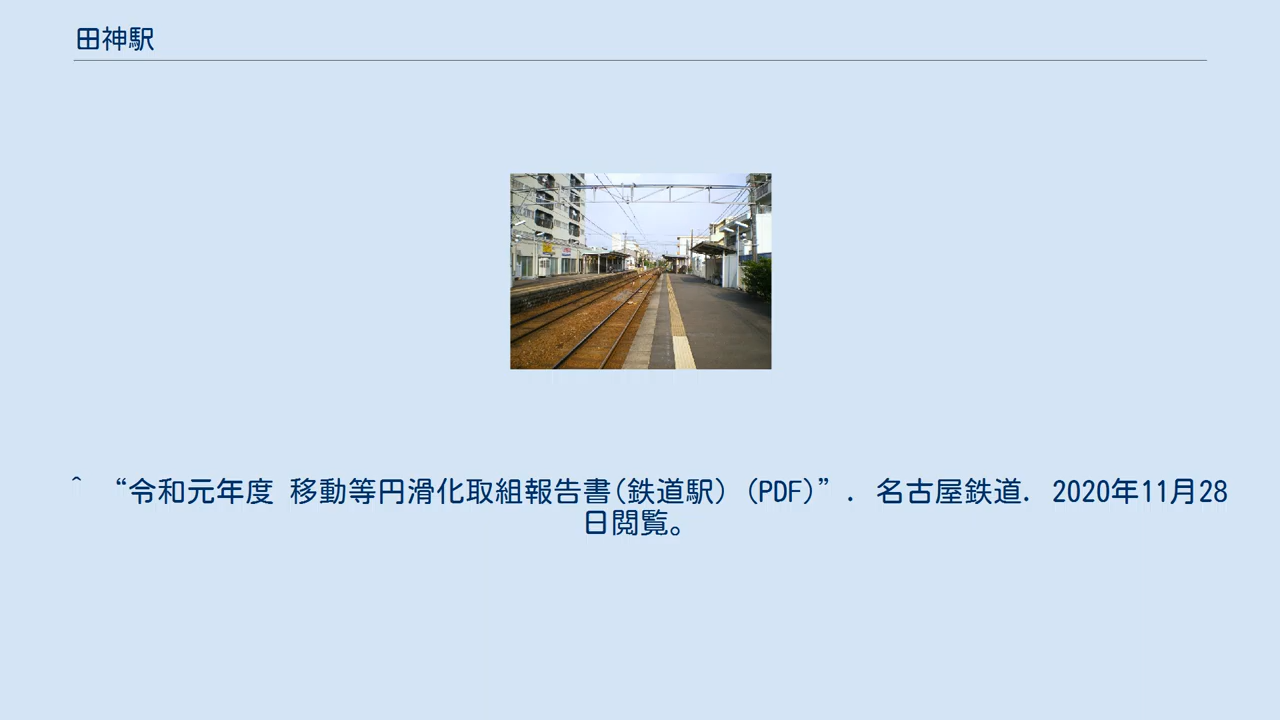 田神駅
^ “令和元年度 移動等円滑化取組報告書(鉄道駅) (PDF)”. 名古屋鉄道. 2020年11月28
日閲覧。